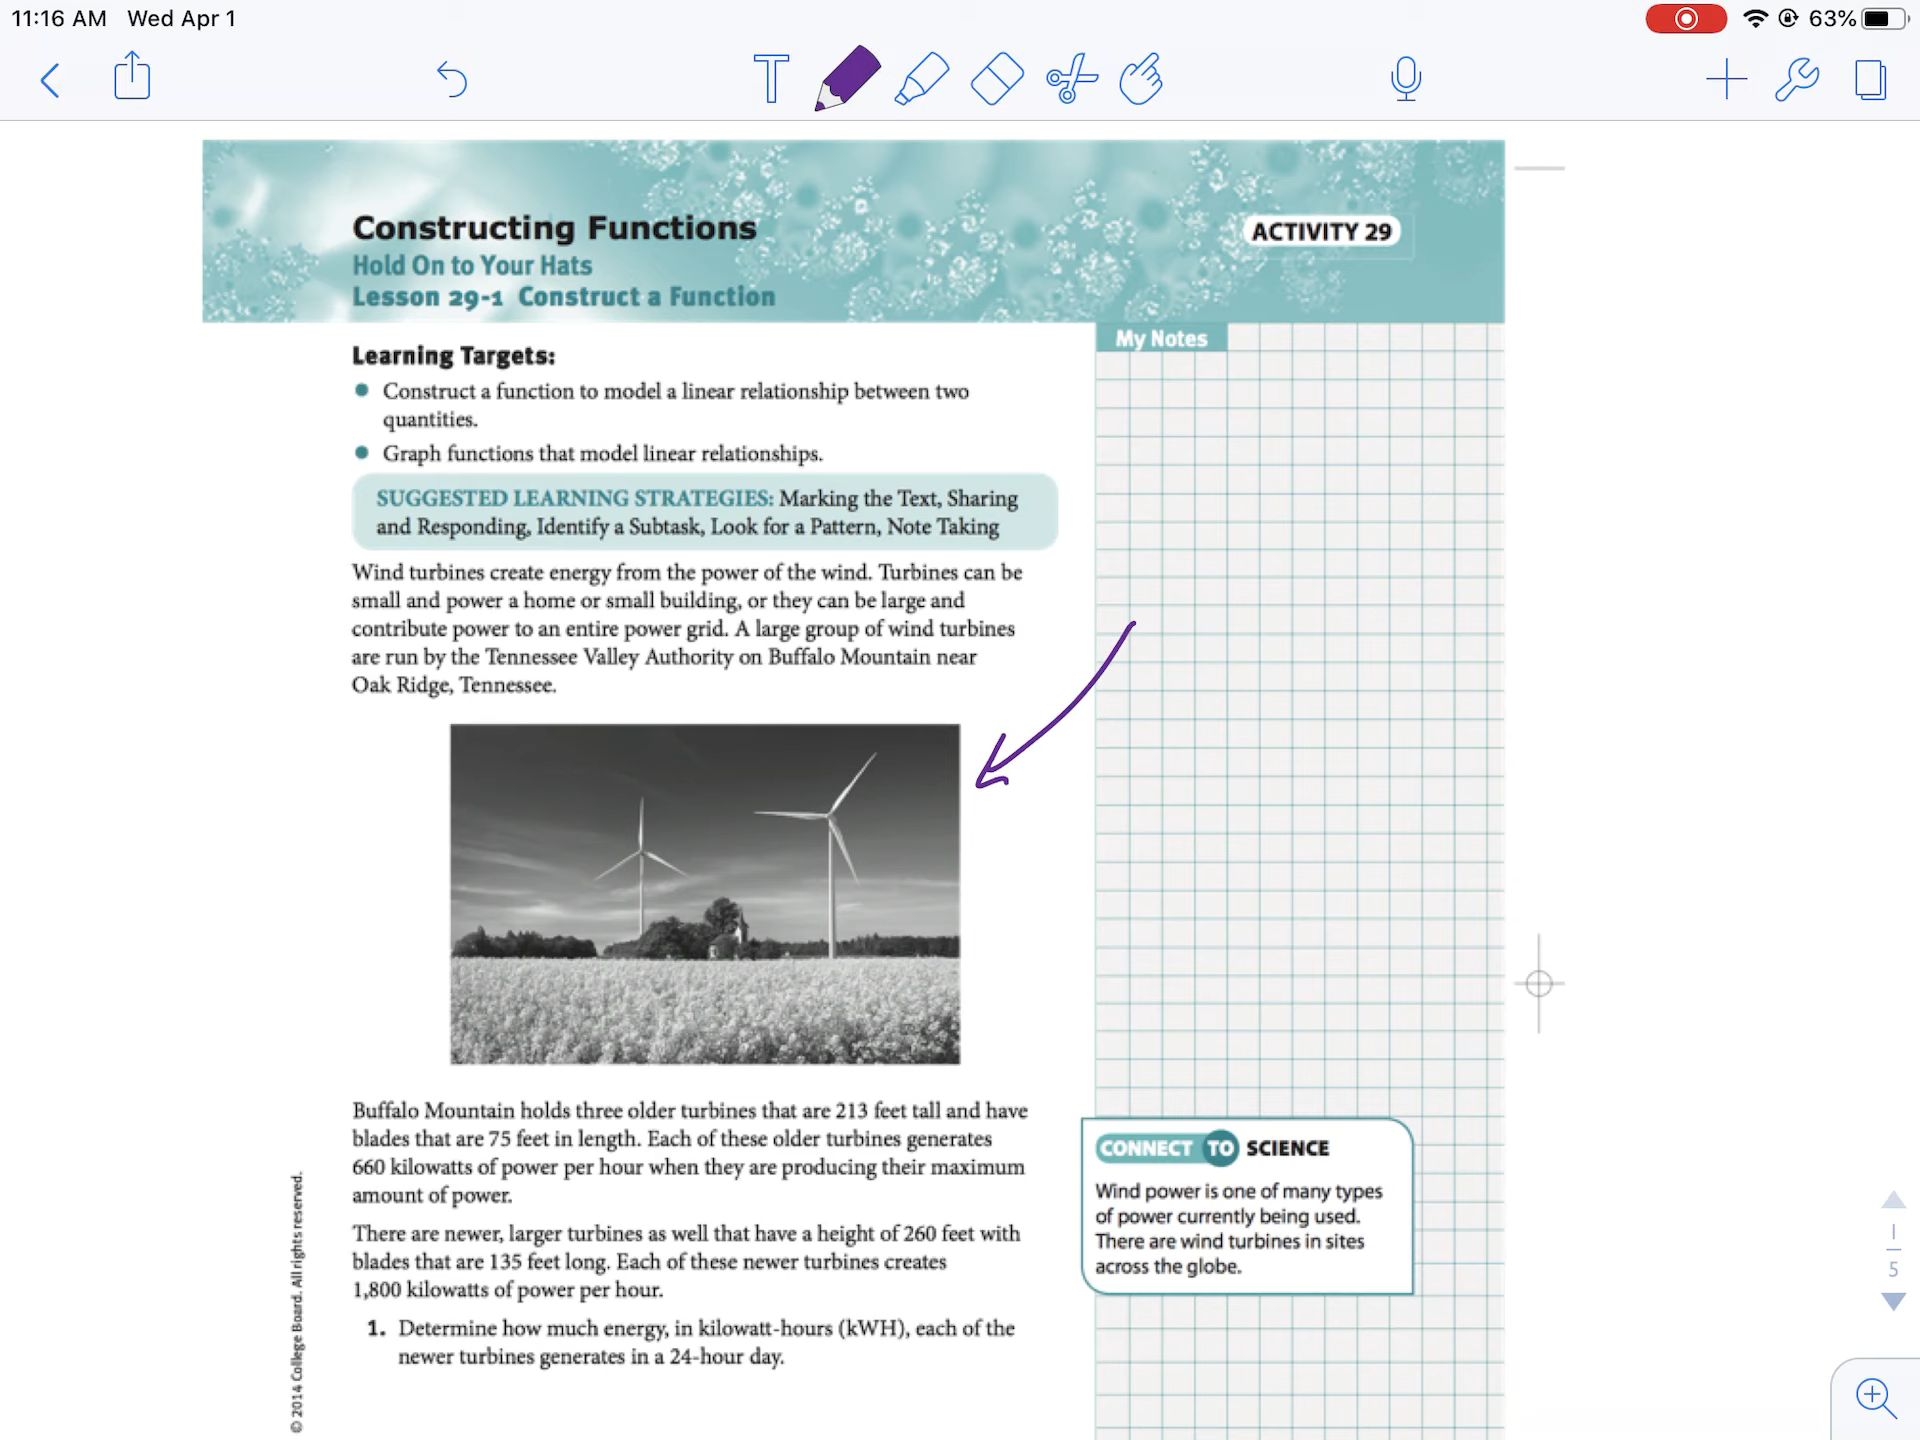 11:16 AM Wed Apr 1
63%
T
Constructing Functions
ACTIVITY 29
Hold On to Your Hats
Lesson 29-1 Construct a Function
My Notes
Learning Targets:
Construct a function to model a linear relationship between two
quantities.
Graph functions that model linear relationships.
SUGGESTED LEARNING STRATEGIES: Marking the Text, Sharing
and Responding, Identify a Subtask, Look for a Pattern, Note Taking
Wind turbines create energy from the power of the wind. Turbines can be
small and power a home or small building, or they can be large and
contribute power to an entire power grid. A large group of wind turbines
are run by the Tennessee Valley Authority on Buffalo Mountain near
Oak Ridge, Tennessee.
Buffalo Mountain holds three older turbines that are 213 feet tall and have
blades that are 75 feet in length. Each of these older turbines generates
660 kilowatts of power per hour when they are producing their maximum
amount of power.
There are newer, larger turbines as well that have a height of 260 feet with
blades that are 135 feet long. Each of these newer turbines creates
1,800 kilowatts of power per hour.
1. Determine how much energy, in kilowatt-hours (kWH), each of the
newer turbines generates in a 24-hour day.
CONNECT TO SCIENCE
Wind power is one of many types
of power currently being used.
There are wind turbines in sites
across the globe.
1
5
© 2014 College Board. All rights reserved.